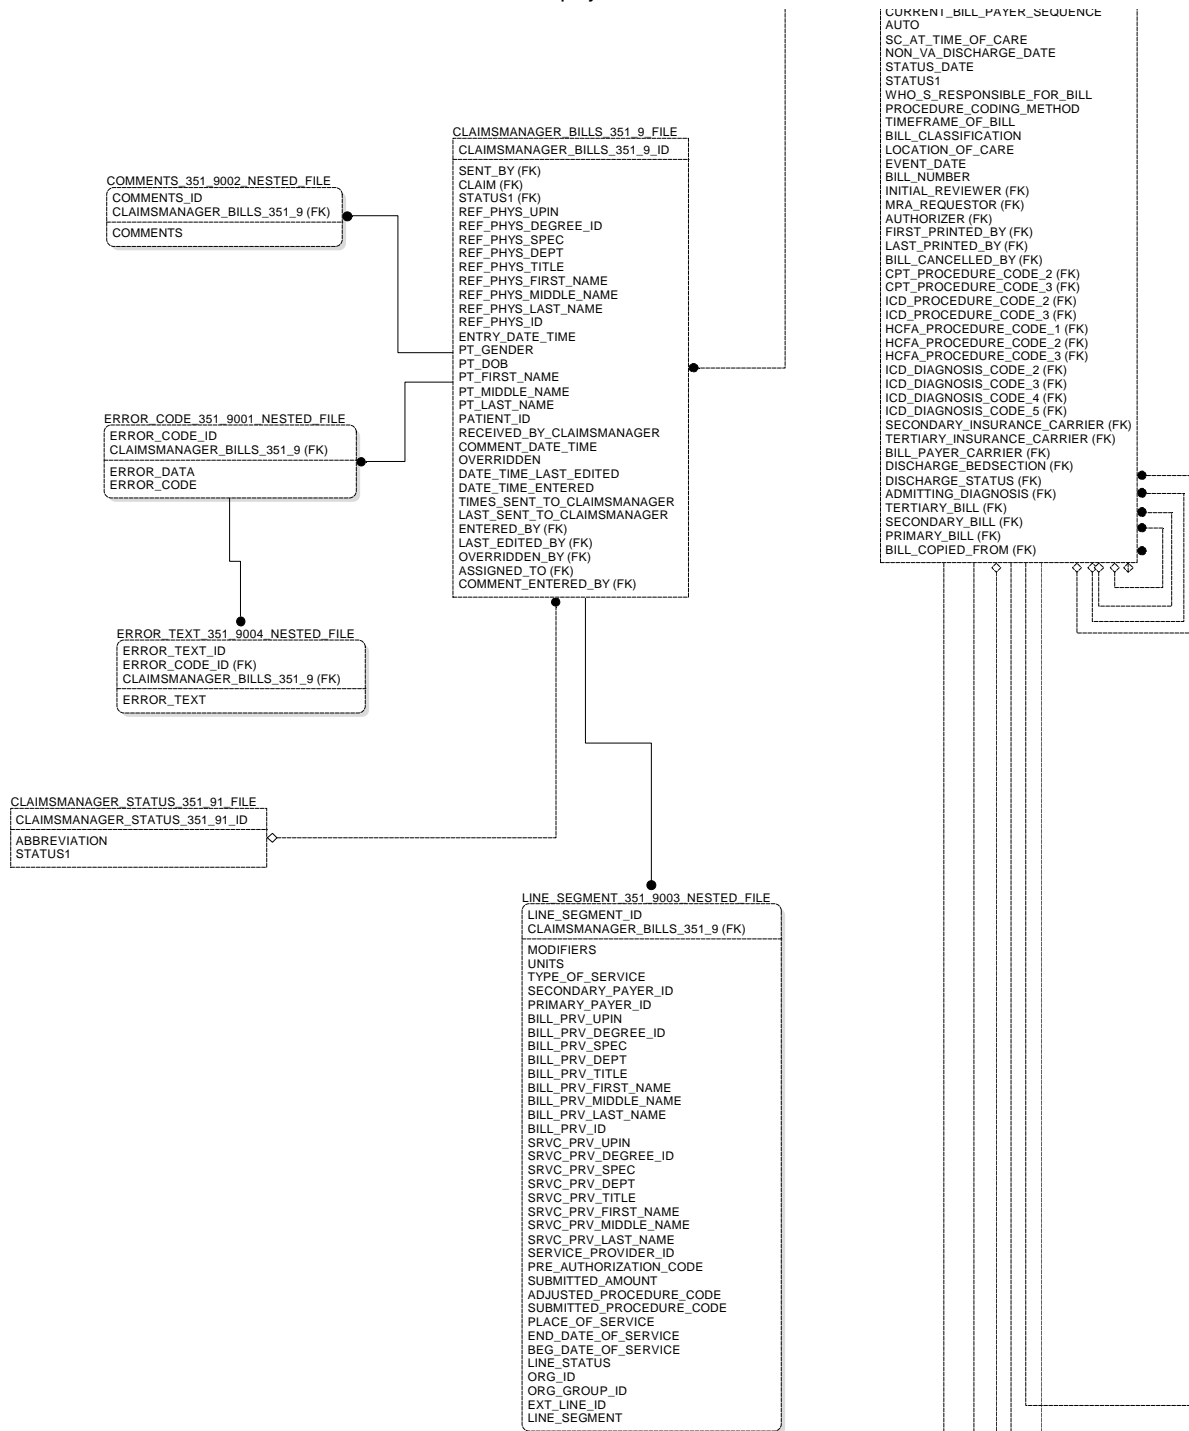 CURRENT_BILL_PAYER_SEQUENCE
AUTO
SC_AT_TIME_OF_CARE
NON_VA_DISCHARGE_DATE
STATUS_DATE
STATUS1
WHO_S_RESPONSIBLE_FOR_BILL
PROCEDURE_CODING_METHOD
TIMEFRAME_OF_BILL
BILL_CLASSIFICATION
LOCATION_OF_CARE
EVENT_DATE
BILL_NUMBER
INITIAL_REVIEWER (FK)
MRA_REQUESTOR (FK)
AUTHORIZER (FK)
FIRST_PRINTED_BY (FK)
LAST_PRINTED_BY (FK)
BILL_CANCELLED_BY (FK)
CPT_PROCEDURE_CODE_2 (FK)
CPT_PROCEDURE_CODE_3 (FK)
ICD_PROCEDURE_CODE_2 (FK)
ICD_PROCEDURE_CODE_3 (FK)
HCFA_PROCEDURE_CODE_1 (FK)
HCFA_PROCEDURE_CODE_2 (FK)
HCFA_PROCEDURE_CODE_3 (FK)
ICD_DIAGNOSIS_CODE_2 (FK)
ICD_DIAGNOSIS_CODE_3 (FK)
ICD_DIAGNOSIS_CODE_4 (FK)
ICD_DIAGNOSIS_CODE_5 (FK)
SECONDARY_INSURANCE_CARRIER (FK)
TERTIARY_INSURANCE_CARRIER (FK)
BILL_PAYER_CARRIER (FK)
DISCHARGE_BEDSECTION (FK)
DISCHARGE_STATUS (FK)
ADMITTING_DIAGNOSIS (FK)
TERTIARY_BILL (FK)
SECONDARY_BILL (FK)
PRIMARY_BILL (FK)
BILL_COPIED_FROM (FK)
CLAIMSMANAGER_BILLS_351_9_FILE
CLAIMSMANAGER_BILLS_351_9_ID
SENT_BY (FK)
CLAIM (FK)
STATUS1 (FK)
REF_PHYS_UPIN
REF_PHYS_DEGREE_ID
REF_PHYS_SPEC
REF_PHYS_DEPT
REF_PHYS_TITLE
REF_PHYS_FIRST_NAME
REF_PHYS_MIDDLE_NAME
REF_PHYS_LAST_NAME
REF_PHYS_ID
ENTRY_DATE_TIME
PT_GENDER
PT_DOB
PT_FIRST_NAME
PT_MIDDLE_NAME
PT_LAST_NAME
PATIENT_ID
RECEIVED_BY_CLAIMSMANAGER
COMMENT_DATE_TIME
OVERRIDDEN
DATE_TIME_LAST_EDITED
DATE_TIME_ENTERED
TIMES_SENT_TO_CLAIMSMANAGER
LAST_SENT_TO_CLAIMSMANAGER
ENTERED_BY (FK)
LAST_EDITED_BY (FK)
OVERRIDDEN_BY (FK)
ASSIGNED_TO (FK)
COMMENT_ENTERED_BY (FK)
COMMENTS_351_9002_NESTED_FILE
COMMENTS_ID
CLAIMSMANAGER_BILLS_351_9 (FK)
COMMENTS
ERROR_CODE_351_9001_NESTED_FILE
ERROR_CODE_ID
CLAIMSMANAGER_BILLS_351_9 (FK)
ERROR_DATA
ERROR_CODE
ERROR_TEXT_351_9004_NESTED_FILE
ERROR_TEXT_ID
ERROR_CODE_ID (FK)
CLAIMSMANAGER_BILLS_351_9 (FK)
ERROR_TEXT
CLAIMSMANAGER_STATUS_351_91_FILE
CLAIMSMANAGER_STATUS_351_91_ID
ABBREVIATION
STATUS1
LINE_SEGMENT_351_9003_NESTED_FILE
LINE_SEGMENT_ID
CLAIMSMANAGER_BILLS_351_9 (FK)
MODIFIERS
UNITS
TYPE_OF_SERVICE
SECONDARY_PAYER_ID
PRIMARY_PAYER_ID
BILL_PRV_UPIN
BILL_PRV_DEGREE_ID
BILL_PRV_SPEC
BILL_PRV_DEPT
BILL_PRV_TITLE
BILL_PRV_FIRST_NAME
BILL_PRV_MIDDLE_NAME
BILL_PRV_LAST_NAME
BILL_PRV_ID
SRVC_PRV_UPIN
SRVC_PRV_DEGREE_ID
SRVC_PRV_SPEC
SRVC_PRV_DEPT
SRVC_PRV_TITLE
SRVC_PRV_FIRST_NAME
SRVC_PRV_MIDDLE_NAME
SRVC_PRV_LAST_NAME
SERVICE_PROVIDER_ID
PRE_AUTHORIZATION_CODE
SUBMITTED_AMOUNT
ADJUSTED_PROCEDURE_CODE
SUBMITTED_PROCEDURE_CODE
PLACE_OF_SERVICE
END_DATE_OF_SERVICE
BEG_DATE_OF_SERVICE
LINE_STATUS
ORG_ID
ORG_GROUP_ID
EXT_LINE_ID
LINE_SEGMENT